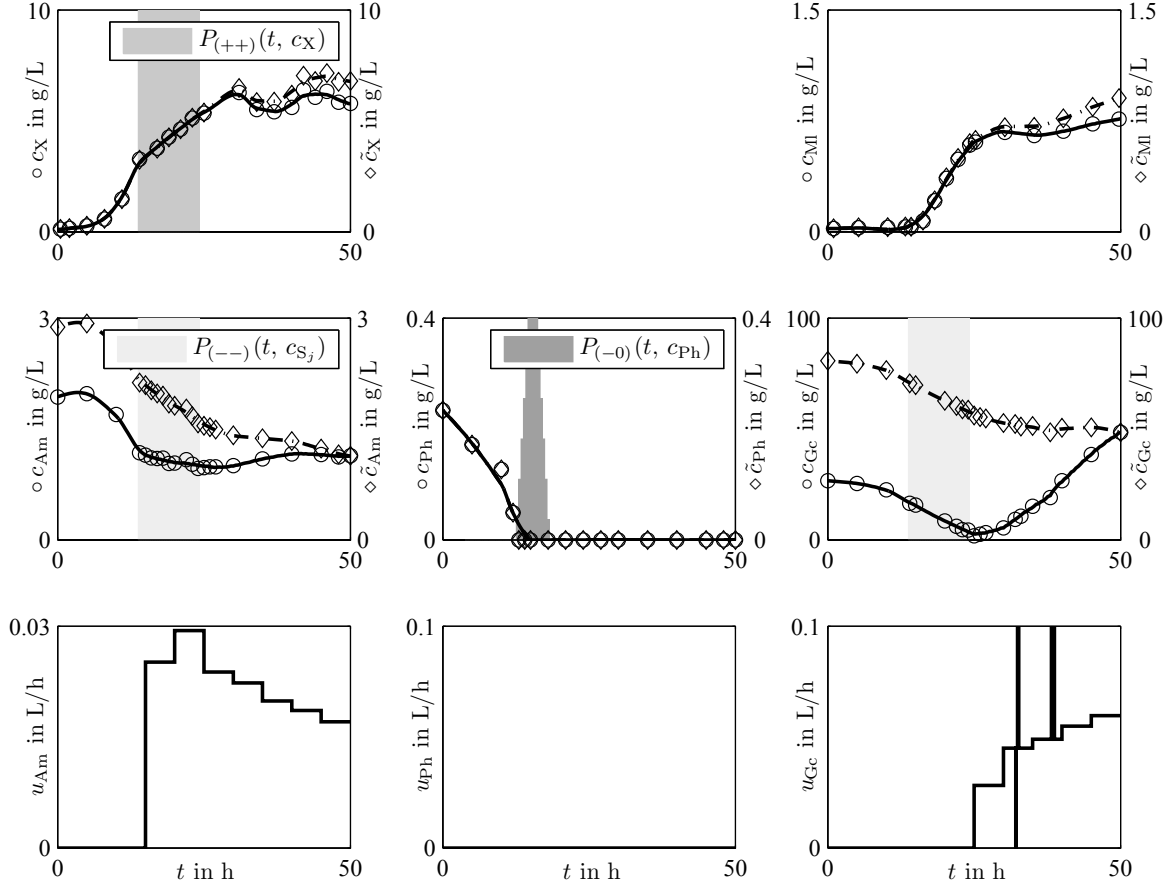 10
0
○ c_X in g/L
P_(++)(t, c_X)
10
0
◇ c̃_X in g/L
0
50
1.5
0
○ c_Ml in g/L
1.5
0
◇ c̃_Ml in g/L
0
50
3
0
○ c_Am in g/L
P_(−−)(t, c_S_j)
3
0
◇ c̃_Am in g/L
0
50
0.4
0
○ c_Ph in g/L
P_(−0)(t, c_Ph)
0.4
0
◇ c̃_Ph in g/L
0
50
100
0
○ c_Gc in g/L
100
0
◇ c̃_Gc in g/L
0
50
0.03
0
u_Am in L/h
0
50
t in h
0.1
0
u_Ph in L/h
0
50
t in h
0.1
0
u_Gc in L/h
0
50
t in h